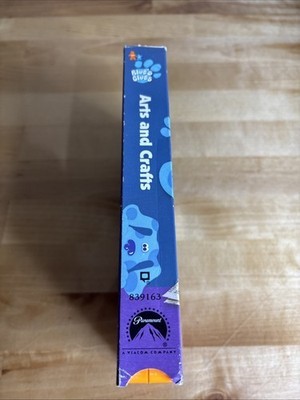 Blue's
Clues
Arts and Crafts
839163
Paramount
®
A VIACOM COMPANY